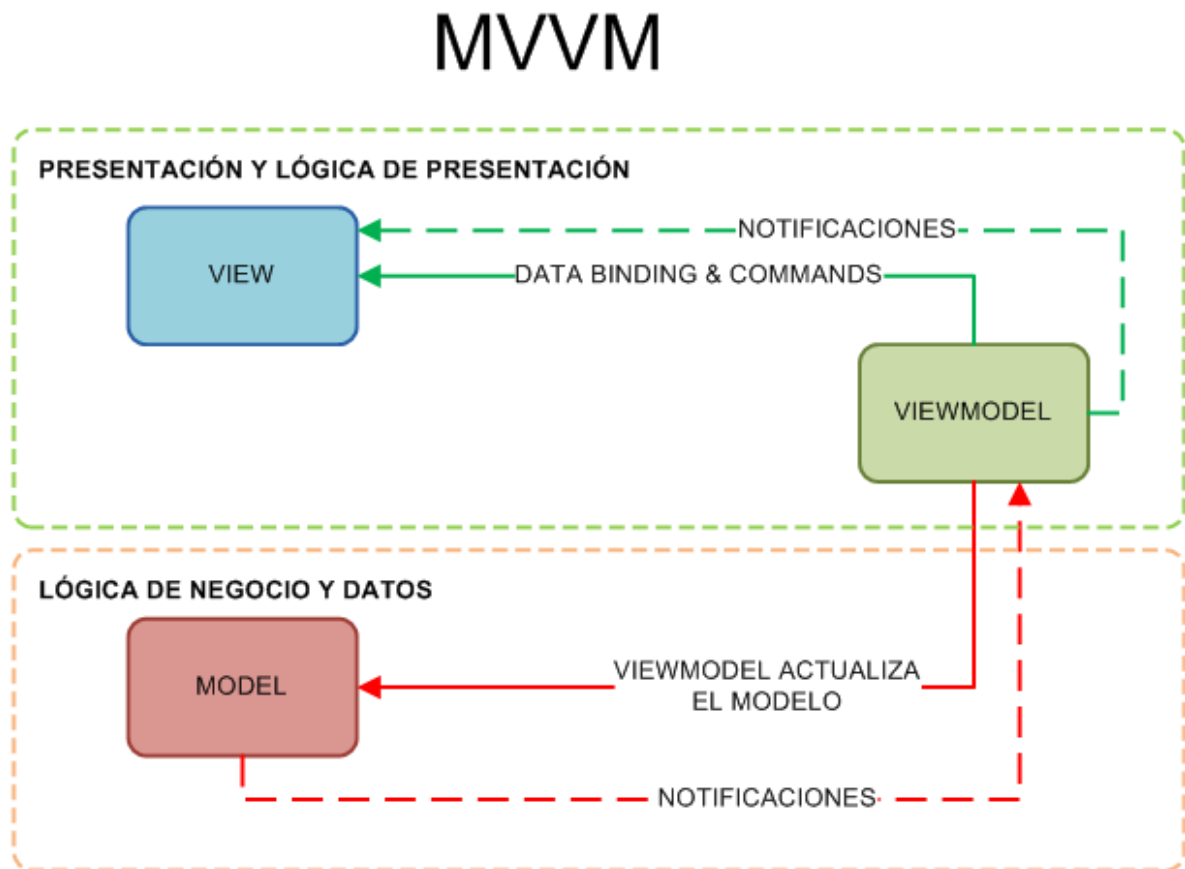 MVVM
PRESENTACIÓN Y LÓGICA DE PRESENTACIÓN
NOTIFICACIONES
VIEW
DATA BINDING & COMMANDS
VIEWMODEL
LÓGICA DE NEGOCIO Y DATOS
MODEL
VIEWMODEL ACTUALIZA
EL MODELO
NOTIFICACIONES